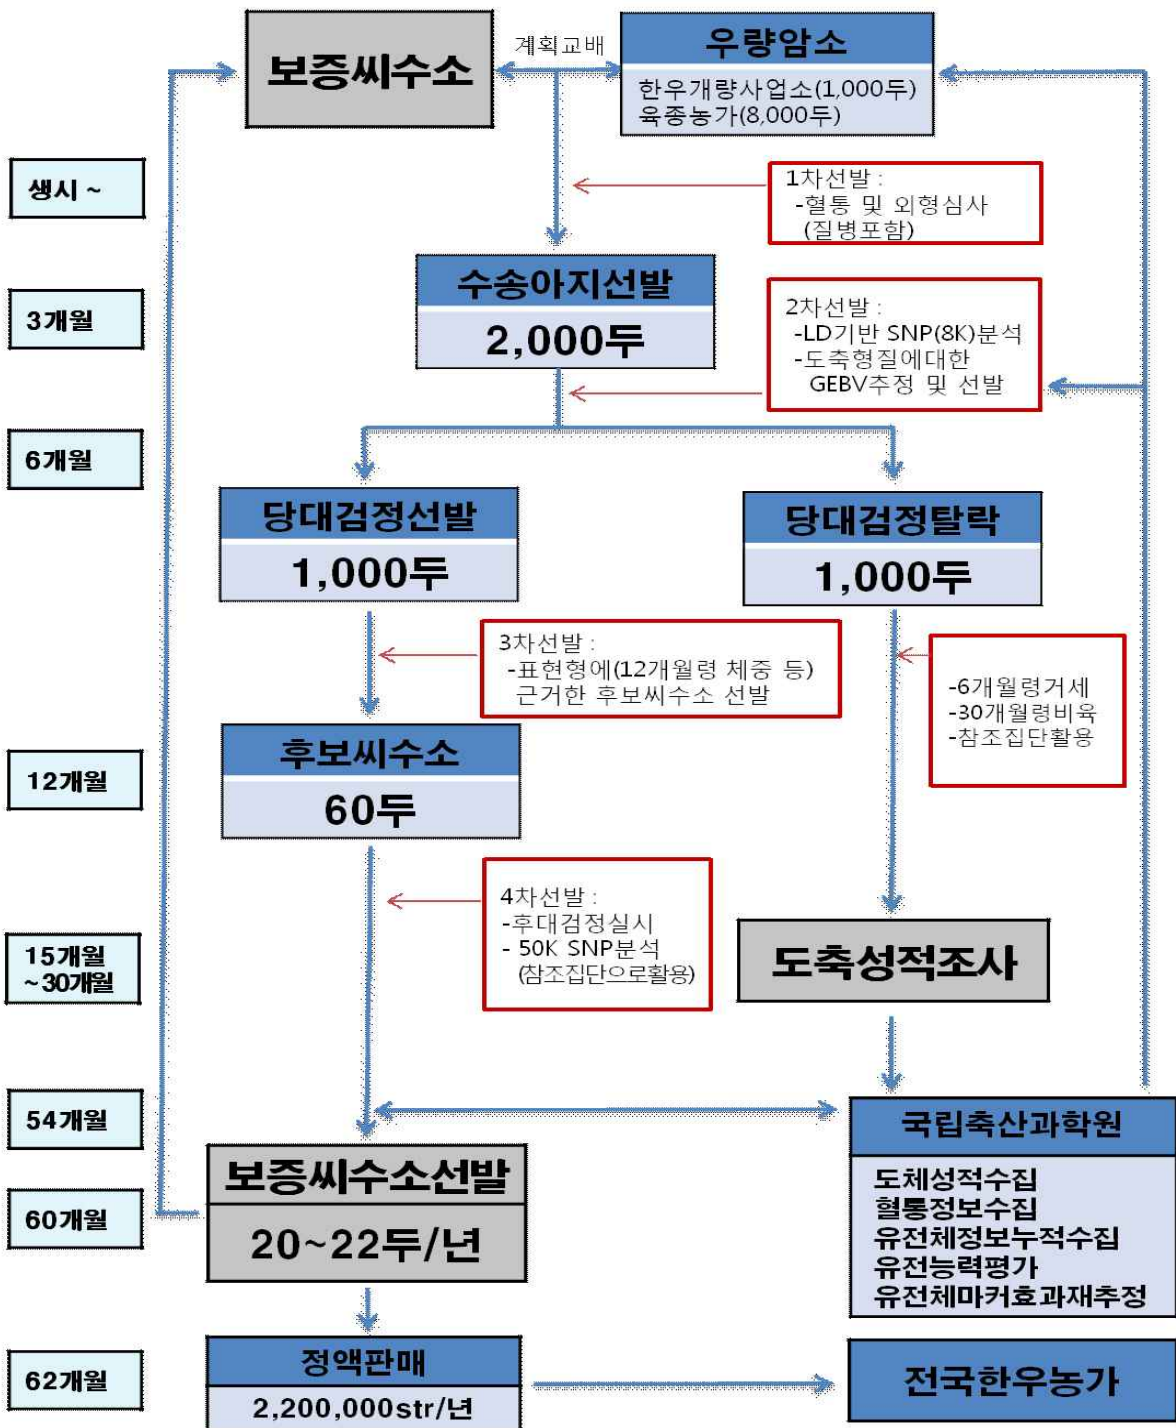 보증씨수소
계획교배
우량암소
한우개량사업소(1,000두)
육종농가(8,000두)
생시 ~
1차선발 :
-혈통 및 외형심사
(질병포함)
수송아지선발
2,000두
3개월
2차선발 :
-LD기반 SNP(8K)분석
-도축형질에대한
GEBV추정 및 선발
6개월
당대검정선발
1,000두
당대검정탈락
1,000두
3차선발 :
-표현형에(12개월령 체중 등)
근거한 후보씨수소 선발
-6개월령거세
-30개월령비육
-참조집단활용
후보씨수소
60두
12개월
4차선발 :
-후대검정실시
- 50K SNP분석
(참조집단으로활용)
15개월
~30개월
도축성적조사
54개월
국립축산과학원
도체성적수집
혈통정보수집
유전체정보누적수집
유전능력평가
유전체마커효과재추정
보증씨수소선발
20~22두/년
60개월
62개월
정액판매
2,200,000str/년
전국한우농가